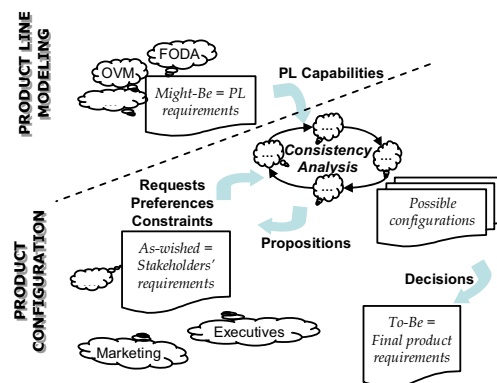 PRODUCT LINE
MODELING
FODA
OVM
...
Might-Be = PL
requirements
PL Capabilities
...
...
...
...
Consistency
Analysis
Requests
Preferences
Constraints
Possible
configurations
Propositions
PRODUCT
CONFIGURATION
As-wished =
Stakeholders'
requirements
...
Decisions
Executives
Marketing
To-Be =
Final product
requirements